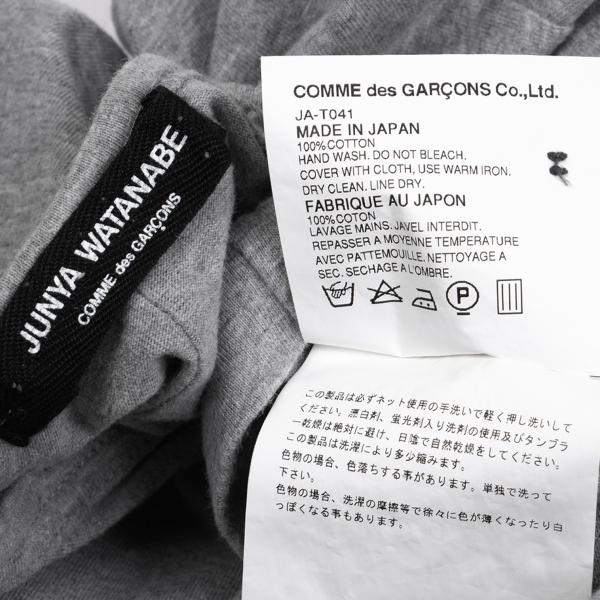 JUNYA WATANABE
COMME des GARÇONS
COMME des GARÇONS Co.,Ltd.
JA-T041
MADE IN JAPAN
100%COTTON
HAND WASH. DO NOT BLEACH.
COVER WITH CLOTH, USE WARM IRON.
DRY CLEAN. LINE DRY.
FABRIQUE AU JAPON
100%COTON
LAVAGE MAINS. JAVEL INTERDIT.
REPASSER A MOYENNE TEMPERATURE
AVEC PATTEMOUILLE. NETTOYAGE A
SEC. SECHAGE A L'OMBRE.
P
この製品は必ずネット使用の手洗いで軽く押し洗いして
ください。漂白剤、蛍光剤入り洗剤の使用及びタンブラ
ー乾燥は絶対に避け、日陰で自然乾燥をしてください。
この製品は洗濯により多少縮みます。
色物の場合、色落ちする事があります。単独で洗って
下さい。
色物の場合、洗濯の摩擦等で徐々に色が薄くなったり白
っぽくなる事もあります。